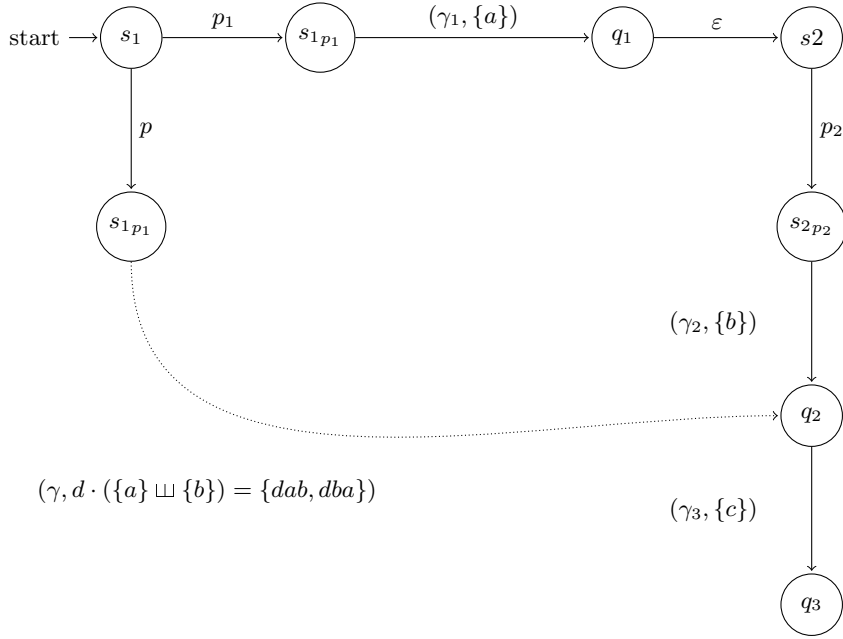 start s₁ p₁ s₁ₚ₁ (γ₁, {a}) q₁ ε s2
p p₂
s₁ₚ₁ s₂ₚ₂
(γ₂, {b})
q₂
(γ, d · ({a} ⧢ {b}) = {dab, dba}) (γ₃, {c})
q₃